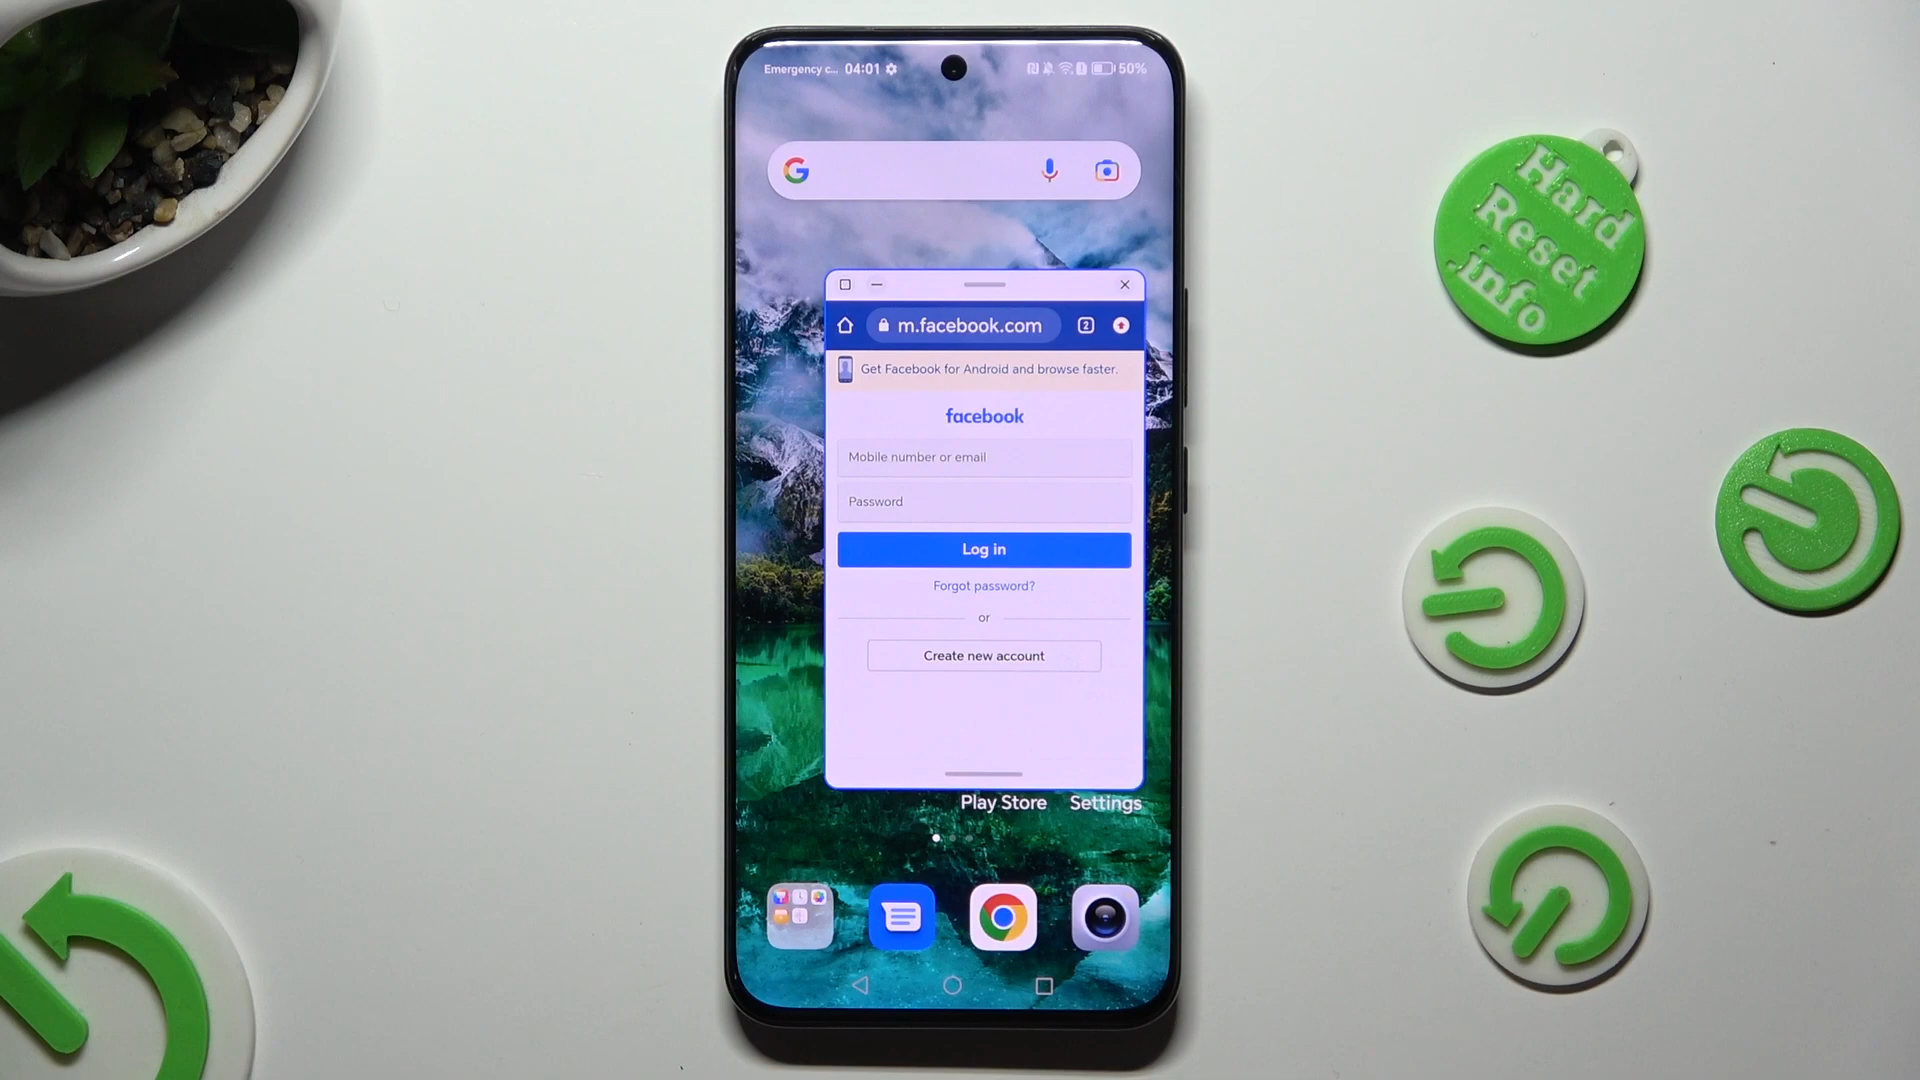 Emergency c... 04:01 50%
m.facebook.com 2
Get Facebook for Android and browse faster.
facebook
Mobile number or email
Password
Log in
Forgot password?
or
Create new account
Play Store Settings
Hard
Reset
.info